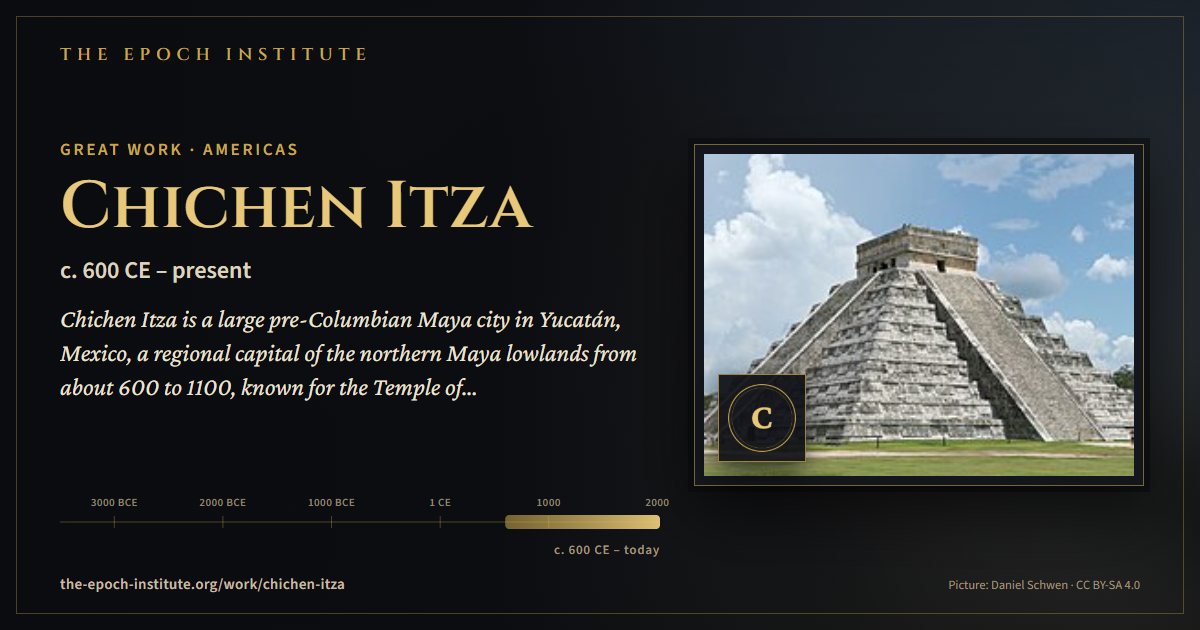 THE EPOCH INSTITUTE
GREAT WORK · AMERICAS
CHICHEN ITZA
c. 600 CE – present
Chichen Itza is a large pre-Columbian Maya city in Yucatán,
Mexico, a regional capital of the northern Maya lowlands from
about 600 to 1100, known for the Temple of...
C
3000 BCE 2000 BCE 1000 BCE 1 CE 1000 2000
c. 600 CE – today
the-epoch-institute.org/work/chichen-itza
Picture: Daniel Schwen · CC BY-SA 4.0